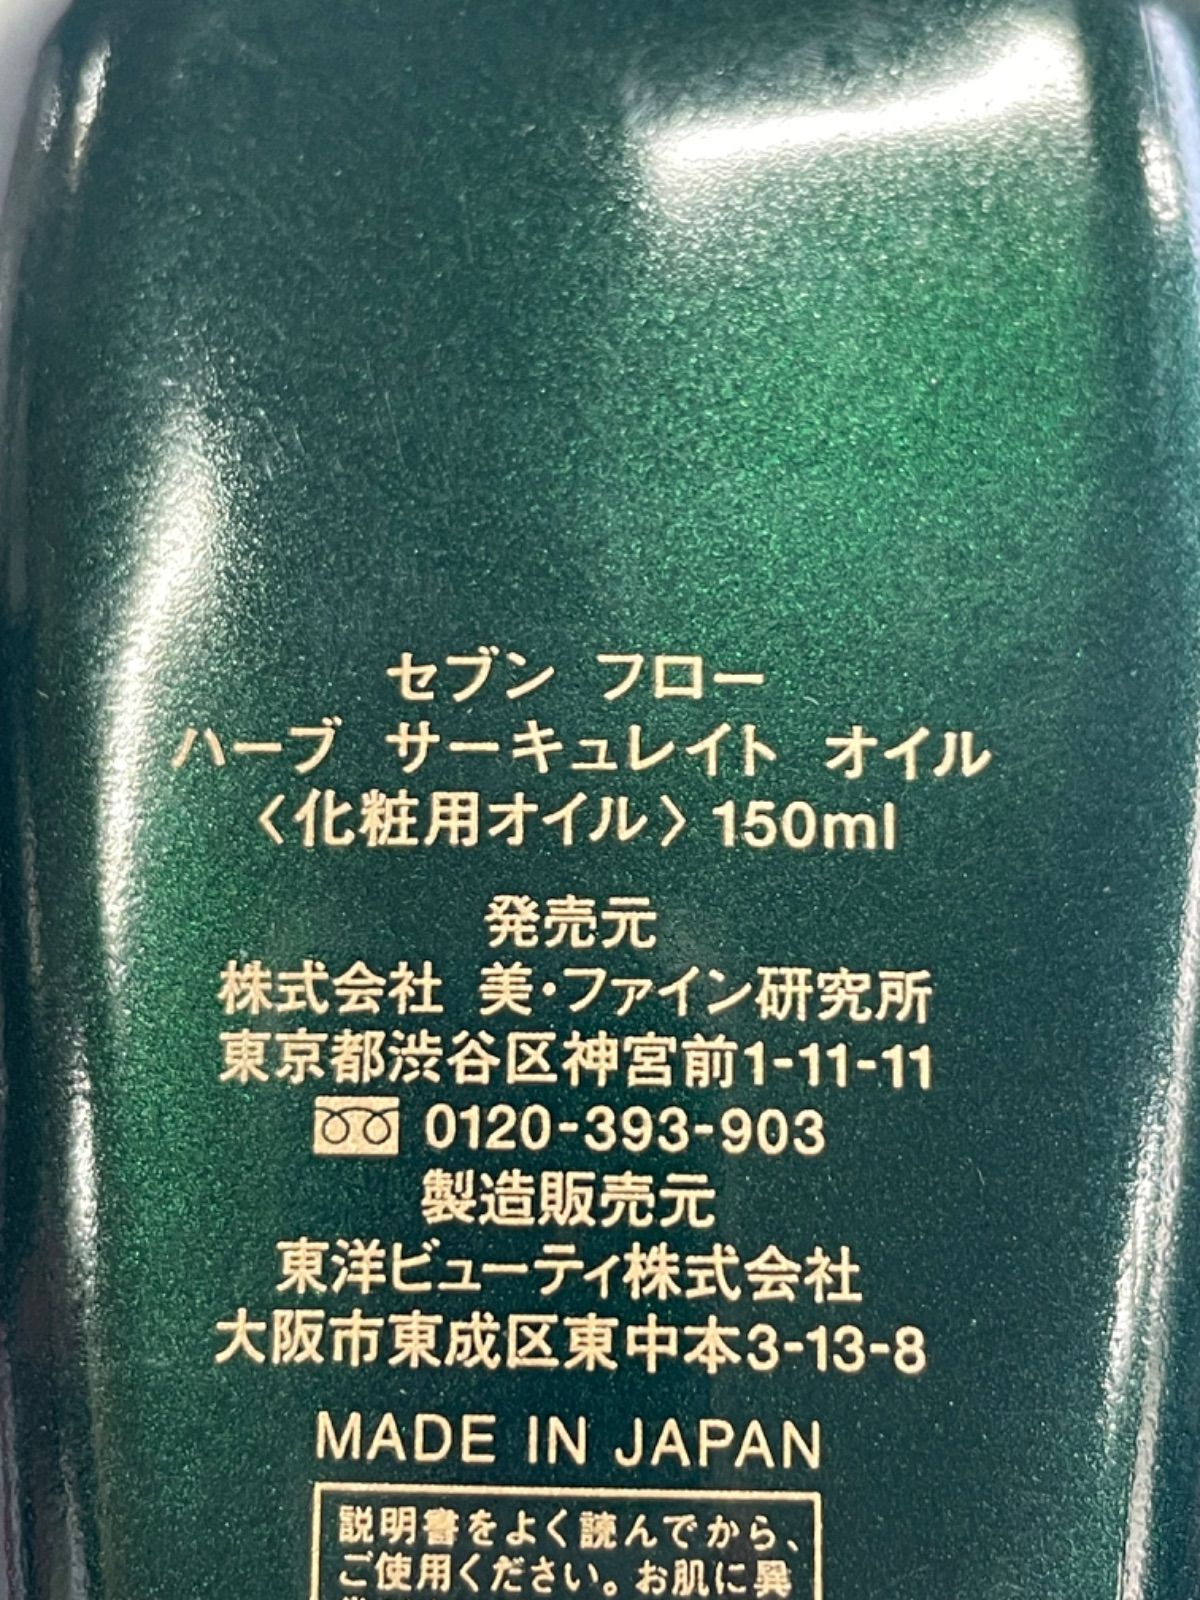 セブン フロー
ハーブ サーキュレイト オイル
〈化粧用オイル〉150ml
発売元
株式会社 美・ファイン研究所
東京都渋谷区神宮前1-11-11
0120-393-903
製造販売元
東洋ビューティ株式会社
大阪市東成区東中本3-13-8
MADE IN JAPAN
説明書をよく読んでから、
ご使用ください。お肌に異